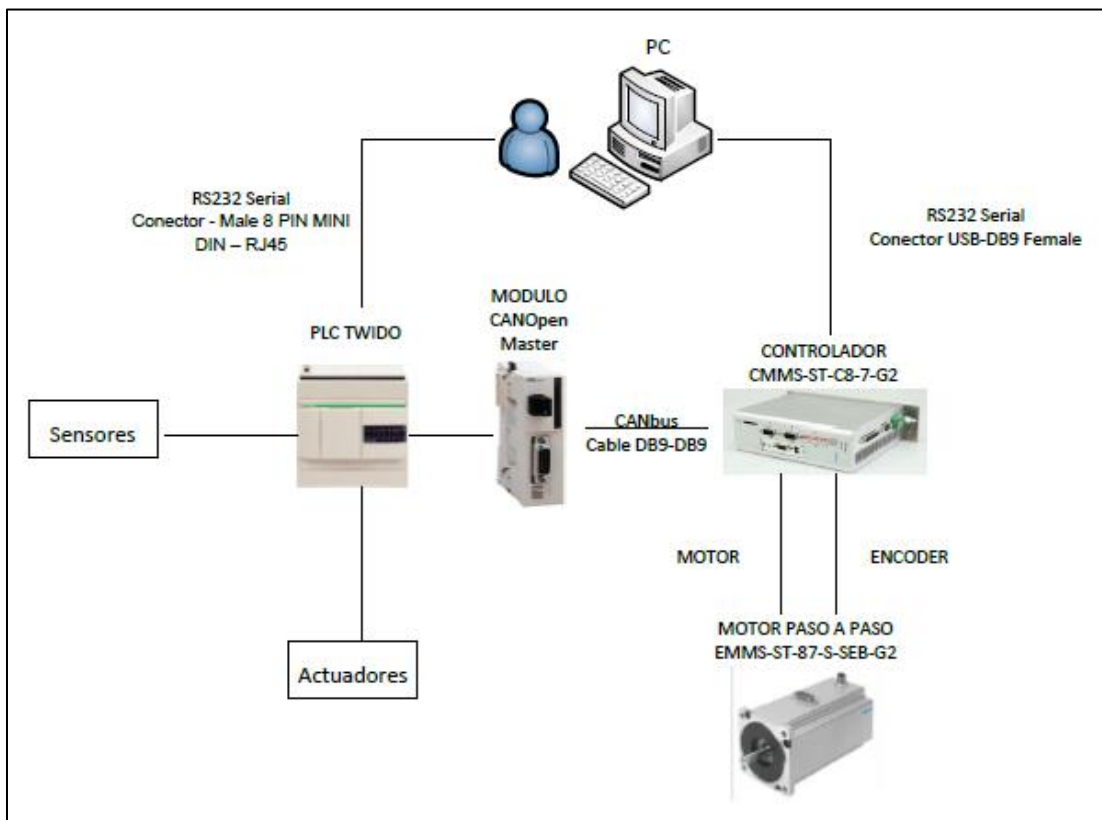 PC
RS232 Serial
Conector - Male 8 PIN MINI
DIN – RJ45
RS232 Serial
Conector USB-DB9 Female
PLC TWIDO
MODULO
CANOpen
Master
CONTROLADOR
CMMS-ST-C8-7-G2
Sensores
CANbus
Cable DB9-DB9
MOTOR
ENCODER
Actuadores
MOTOR PASO A PASO
EMMS-ST-87-S-SEB-G2